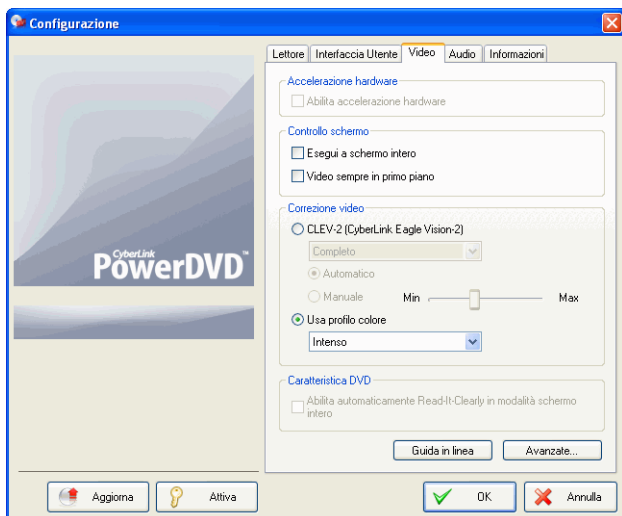 Configurazione
Lettore Interfaccia Utente Video Audio Informazioni
Accelerazione hardware
Abilita accelerazione hardware
Controllo schermo
Esegui a schermo intero
Video sempre in primo piano
Correzione video
CLEV-2 (CyberLink Eagle Vision-2)
Completo
Automatico
Manuale Min Max
Usa profilo colore
Intenso
Caratteristica DVD
Abilita automaticamente Read-It-Clearly in modalità schermo
intero
Guida in linea Avanzate...
CyberLink
PowerDVD™
Aggiorna Attiva OK Annulla